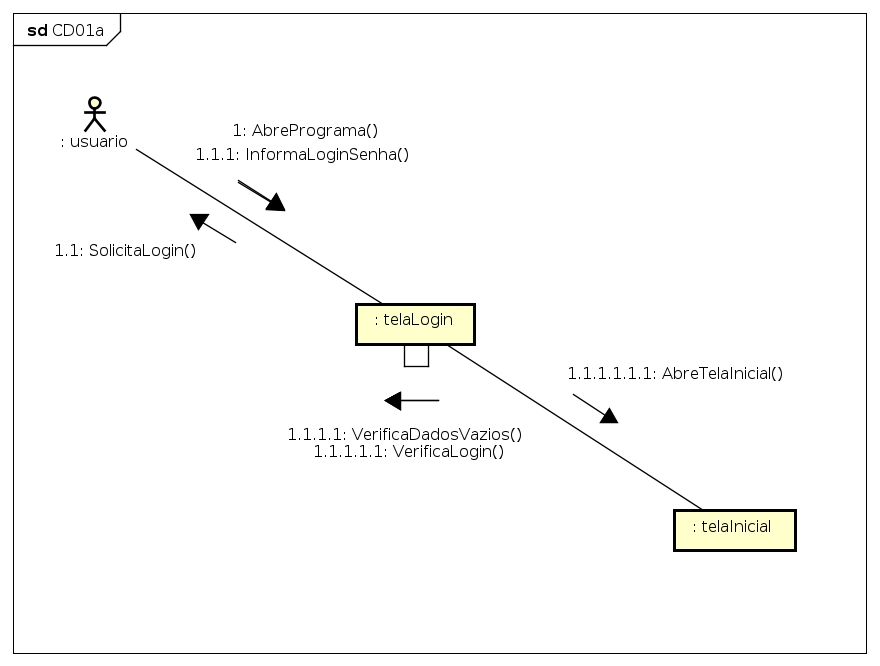 sd CD01a
1: AbrePrograma()
: usuario
1.1.1: InformaLoginSenha()
1.1: SolicitaLogin()
: telaLogin
1.1.1.1.1.1: AbreTelaInicial()
1.1.1.1: VerificaDadosVazios()
1.1.1.1.1: VerificaLogin()
: telaInicial